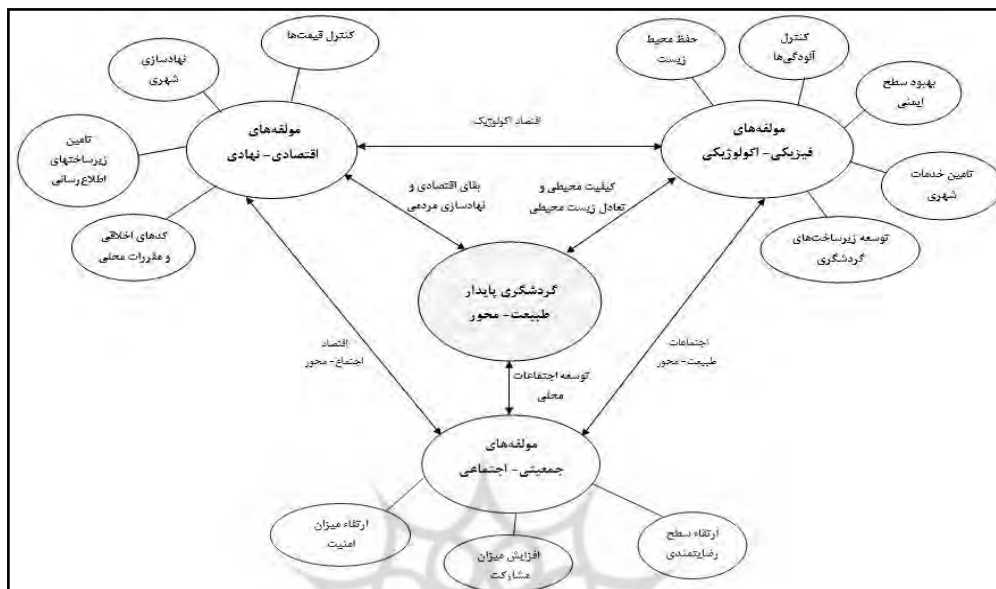 کنترل قیمت‌ها
نهادسازی
شهری
تامین
زیرساختهای
اطلاع‌رسانی
کدهای اخلاقی
و مقررات محلی
مولفه‌های
اقتصادی- نهادی
حفظ محیط
زیست
کنترل
آلودگی‌ها
بهبود سطح
ایمنی
تامین خدمات
شهری
توسعه زیرساخت‌های
گردشگری
مولفه‌های
فیزیکی- اکولوژیکی
اقتصاد اکولوژیک
کیفیت محیطی و
تعادل زیست محیطی
بقای اقتصادی و
نهادسازی مردمی
گردشگری پایدار
طبیعت- محور
اجتماعات
طبیعت- محور
اقتصاد
اجتماع- محور
توسعه اجتماعات
محلی
مولفه‌های
جمعیتی- اجتماعی
ارتقاء سطح
رضایتمندی
افزایش میزان
مشارکت
ارتقاء میزان
امنیت